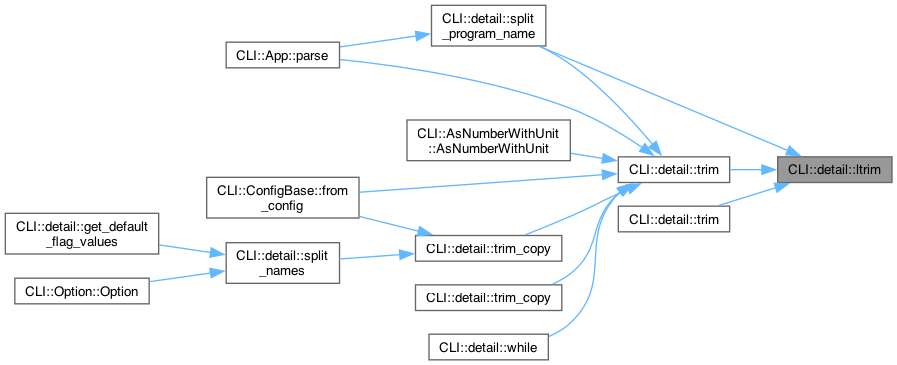 CLI::detail::split
_program_name
CLI::App::parse
CLI::AsNumberWithUnit
::AsNumberWithUnit
CLI::detail::trim
CLI::detail::ltrim
CLI::ConfigBase::from
_config
CLI::detail::trim
CLI::detail::get_default
_flag_values
CLI::detail::split
_names
CLI::detail::trim_copy
CLI::Option::Option
CLI::detail::trim_copy
CLI::detail::while